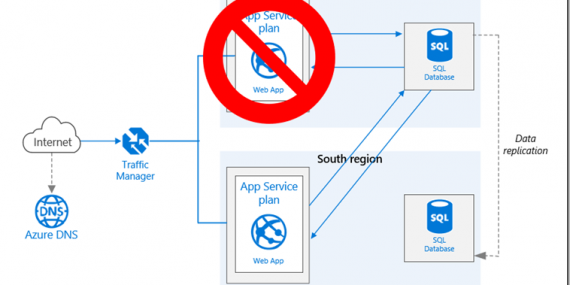 App Service
plan
Web App
SQL
SQL
Database
Internet
Traffic
Manager
DNS
Azure DNS
Data
replication
South region
App Service
plan
Web App
SQL
SQL
Database